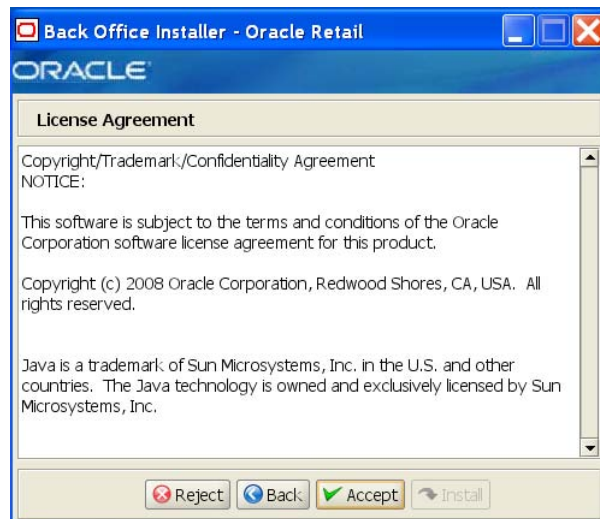 Back Office Installer - Oracle Retail
ORACLE
License Agreement
Copyright/Trademark/Confidentiality Agreement
NOTICE:
This software is subject to the terms and conditions of the Oracle
Corporation software license agreement for this product.
Copyright (c) 2008 Oracle Corporation, Redwood Shores, CA, USA. All
rights reserved.
Java is a trademark of Sun Microsystems, Inc. in the U.S. and other
countries. The Java technology is owned and exclusively licensed by Sun
Microsystems, Inc.
Reject Back Accept Install